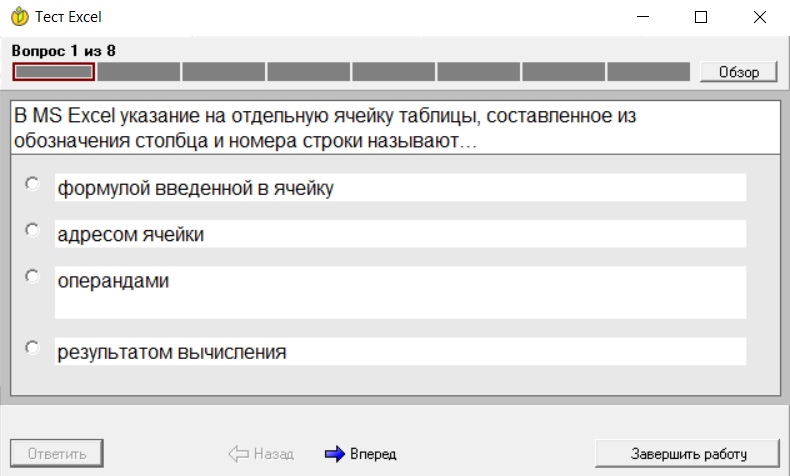 Тест Excel
Вопрос 1 из 8
Обзор
В MS Excel указание на отдельную ячейку таблицы, составленное из
обозначения столбца и номера строки называют...
формулой введенной в ячейку
адресом ячейки
операндами
результатом вычисления
Ответить
Назад
Вперед
Завершить работу